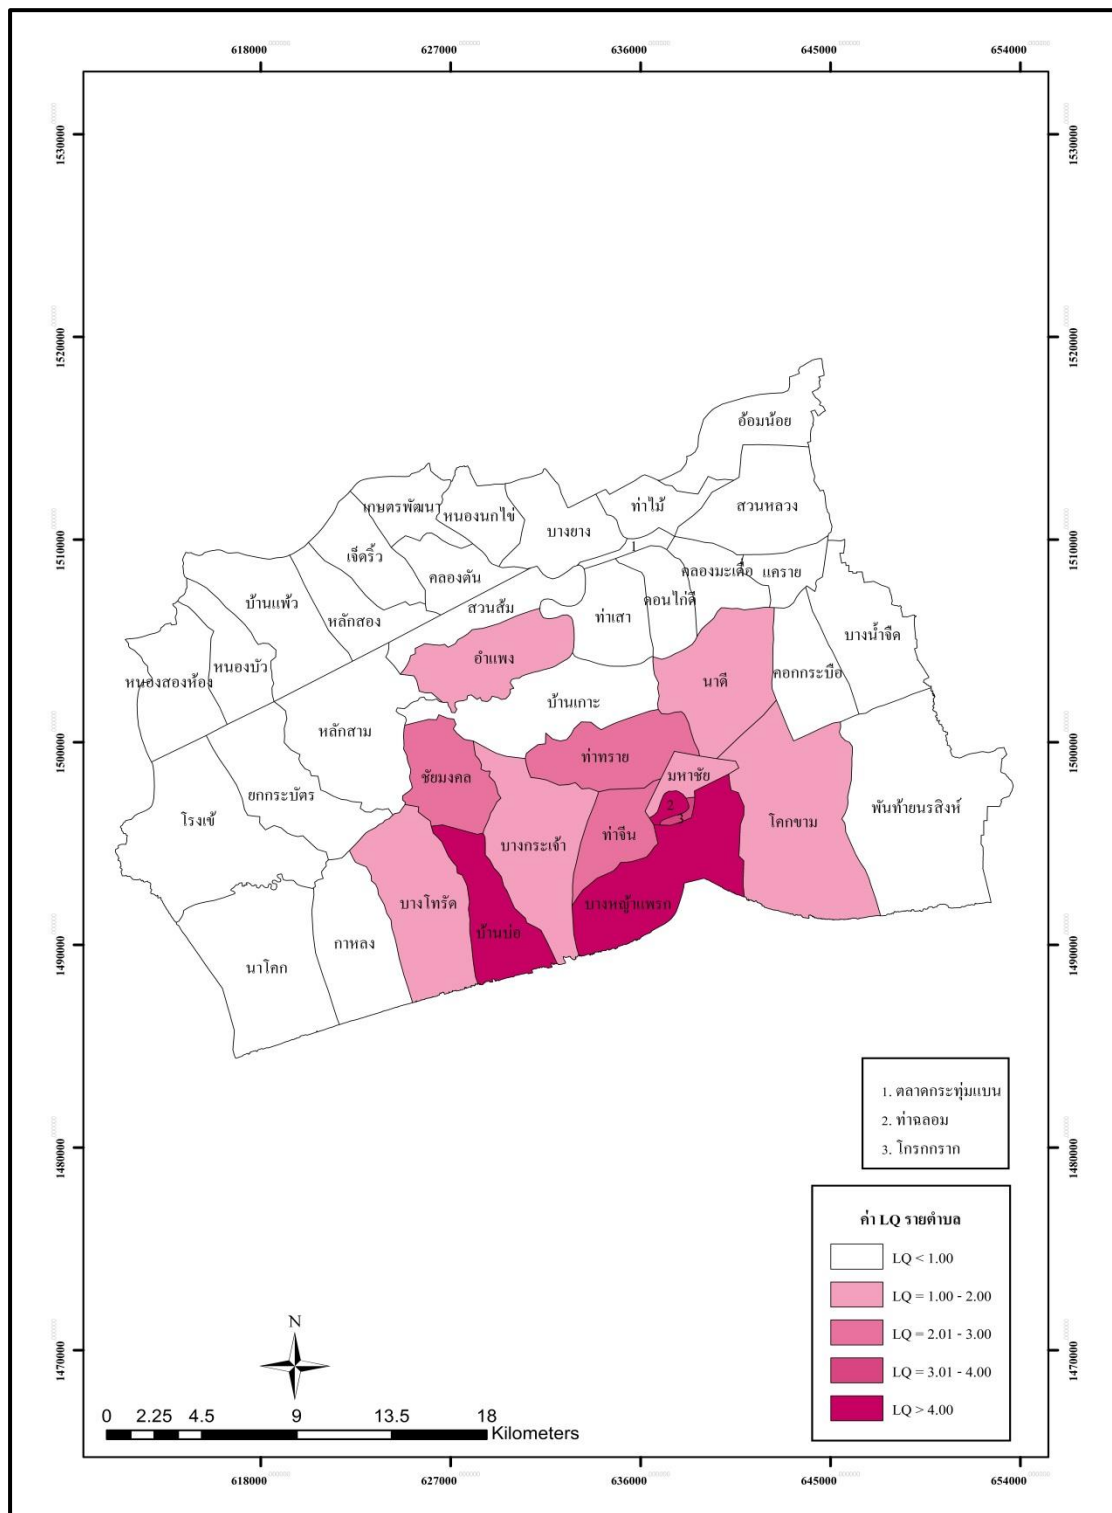 618000 627000 636000 645000 654000
1530000 1530000
1520000 1520000
อ้อมน้อย
เกษตรพัฒนา หนองนกไข่ บางยาง ท่าไม้ สวนหลวง
1510000 1 1510000
เจ็ดริ้ว คลองตัน คลองมะเดื่อ แคราย
บ้านแพ้ว หลักสอง สวนส้ม ท่าเสา ดอนไก่ดี
บางน้ำจืด
หนองสองห้อง หนองบัว อำแพง นาดี คอกกระบือ
หลักสาม บ้านเกาะ
1500000 1500000
ชัยมงคล ท่าทราย มหาชัย
โรงเข้ ยกกระบัตร 2 โคกขาม พันท้ายนรสิงห์
บางกระเจ้า ท่าจีน
บางโทรัด บางหญ้าแพรก
กาหลง บ้านบ่อ
1490000 1490000
นาโคก
1480000 1480000
1. ตลาดกระทุ่มแบน
2. ท่าฉลอม
3. โกรกกราก
ค่า LQ รายตำบล
LQ < 1.00
LQ = 1.00 - 2.00
LQ = 2.01 - 3.00
LQ = 3.01 - 4.00
LQ > 4.00
N
1470000 1470000
0 2.25 4.5 9 13.5 18
Kilometers
618000 627000 636000 645000 654000